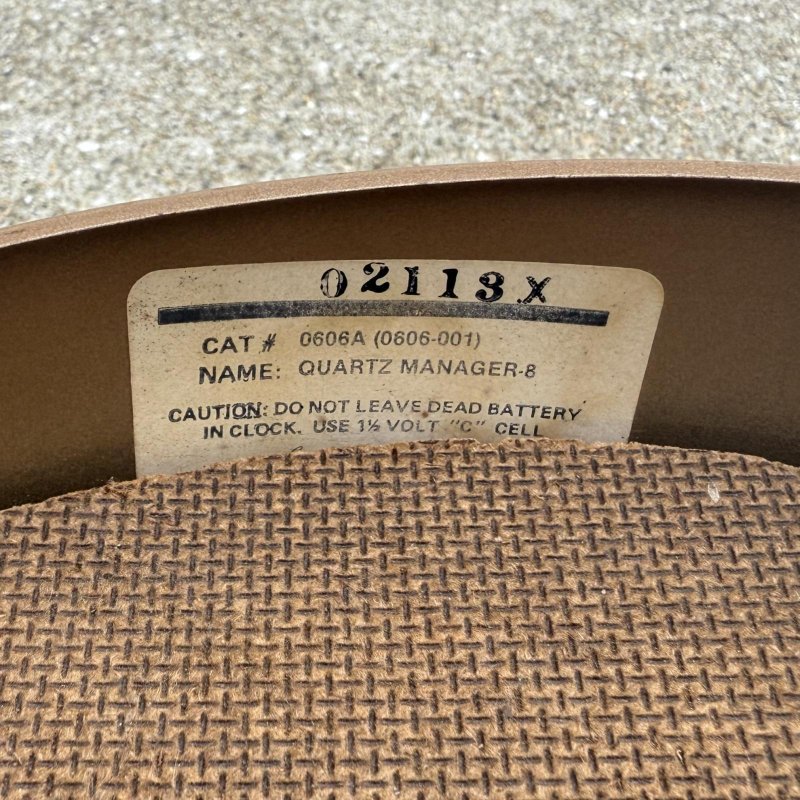 02113X
CAT # 0606A (0606-001)
NAME: QUARTZ MANAGER-8
CAUTION: DO NOT LEAVE DEAD BATTERY
IN CLOCK. USE 1½ VOLT "C" CELL